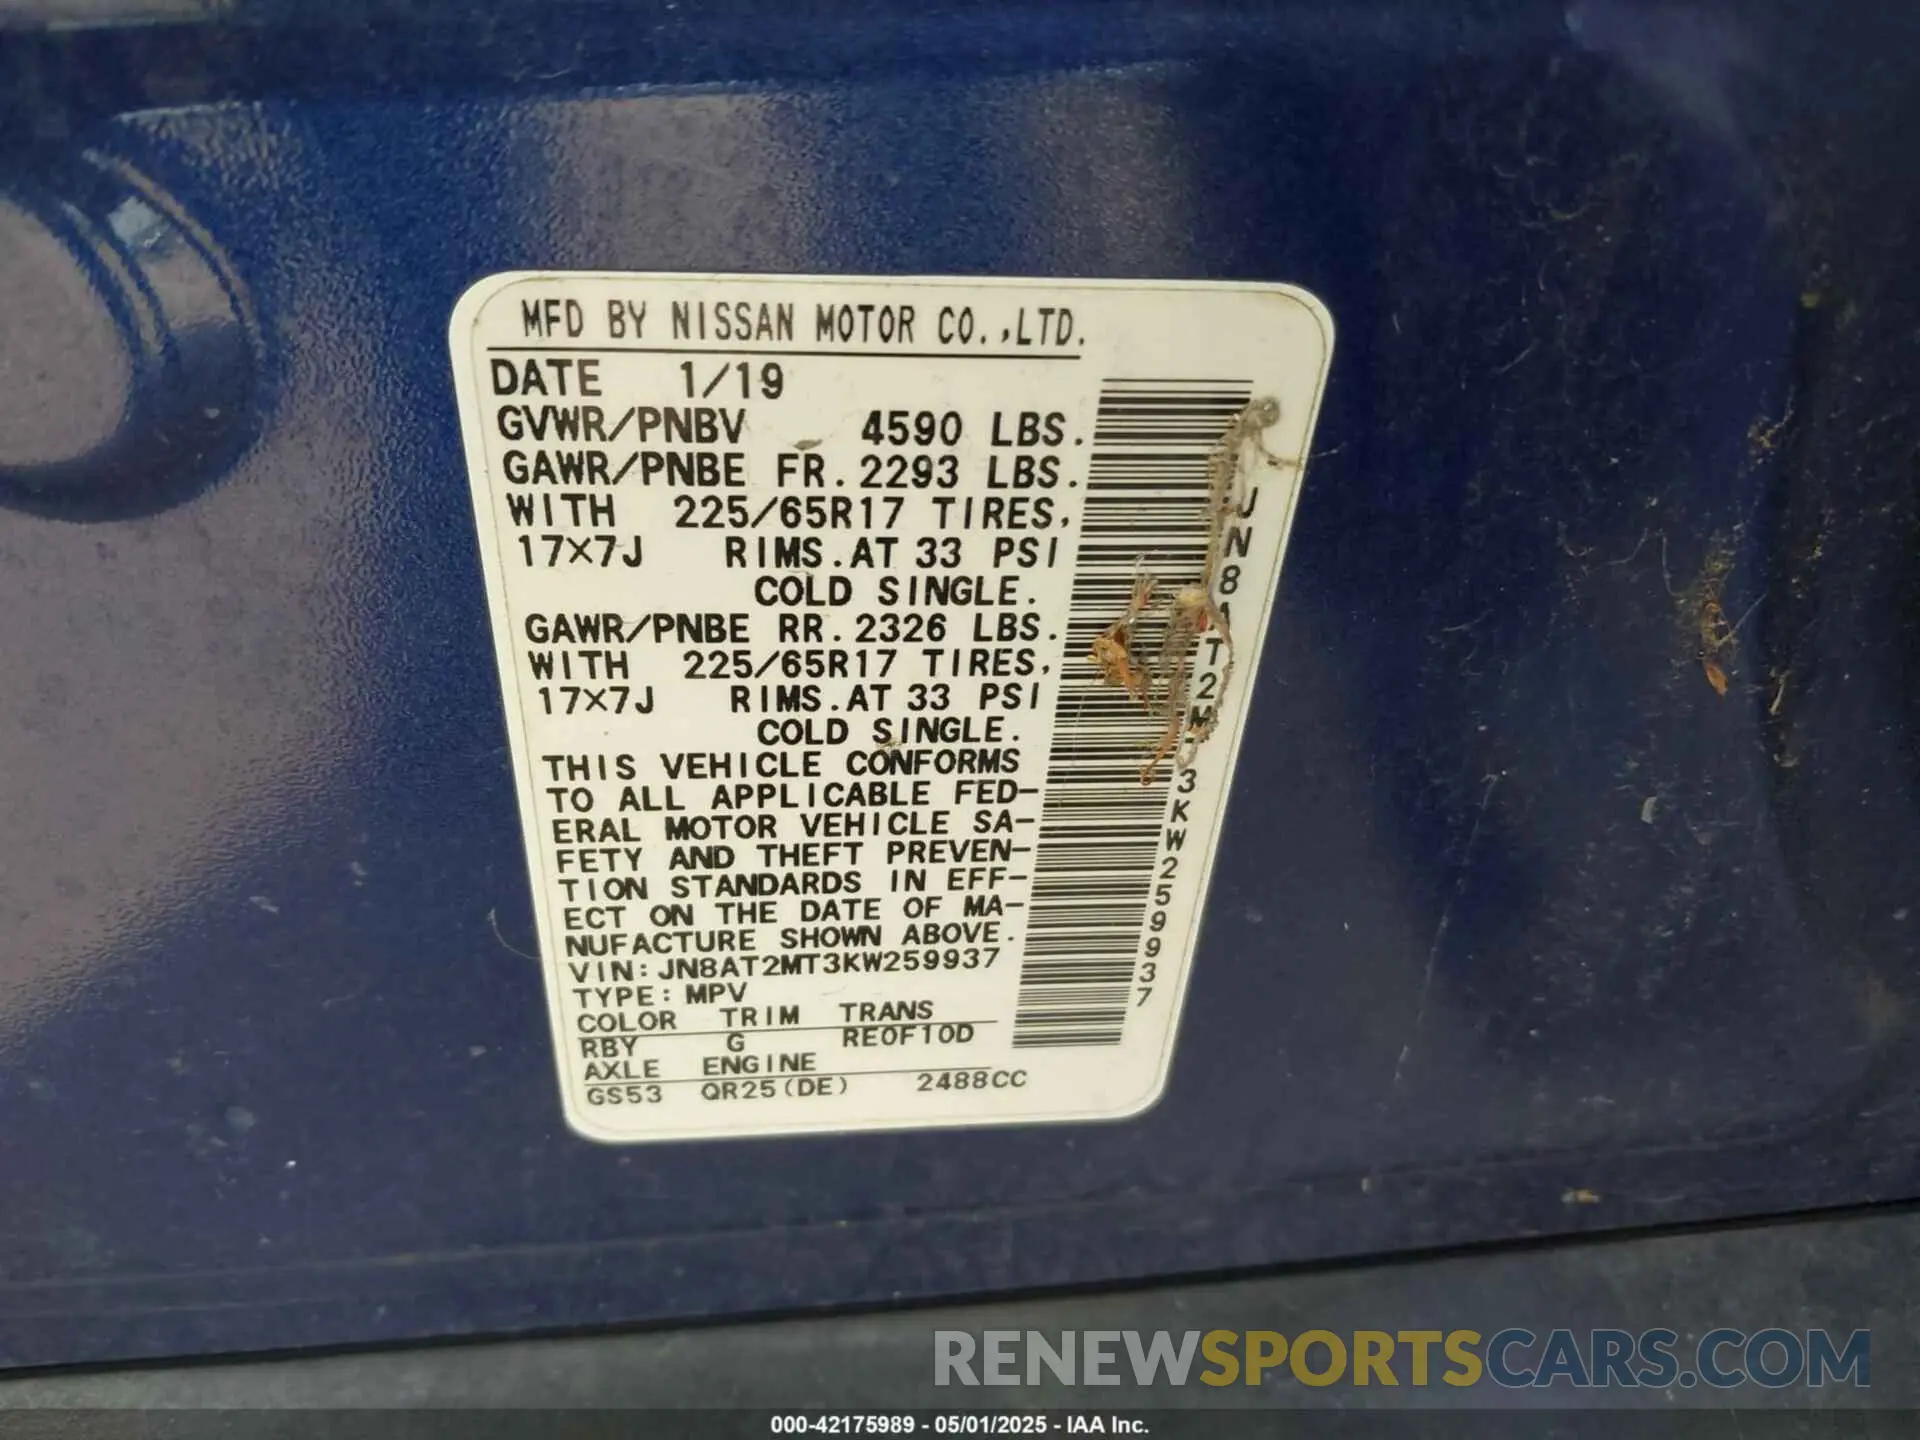 MFD BY NISSAN MOTOR CO.,LTD.
DATE 1/19
GVWR/PNBV 4590 LBS.
GAWR/PNBE FR. 2293 LBS.
WITH 225/65R17 TIRES,
17×7J RIMS. AT 33 PSI
COLD SINGLE.
GAWR/PNBE RR. 2326 LBS.
WITH 225/65R17 TIRES,
17×7J RIMS. AT 33 PSI
COLD SINGLE.
THIS VEHICLE CONFORMS
TO ALL APPLICABLE FED-
ERAL MOTOR VEHICLE SA-
FETY AND THEFT PREVEN-
TION STANDARDS IN EFF-
ECT ON THE DATE OF MA-
NUFACTURE SHOWN ABOVE.
VIN: JN8AT2MT3KW259937
TYPE: MPV
COLOR TRIM TRANS
RBY G RE0F10D
AXLE ENGINE
GS53 QR25(DE) 2488CC
JN8AT2MT3KW259937
RENEWSPORTSCARS.COM
000-42175989 - 05/01/2025 - IAA Inc.